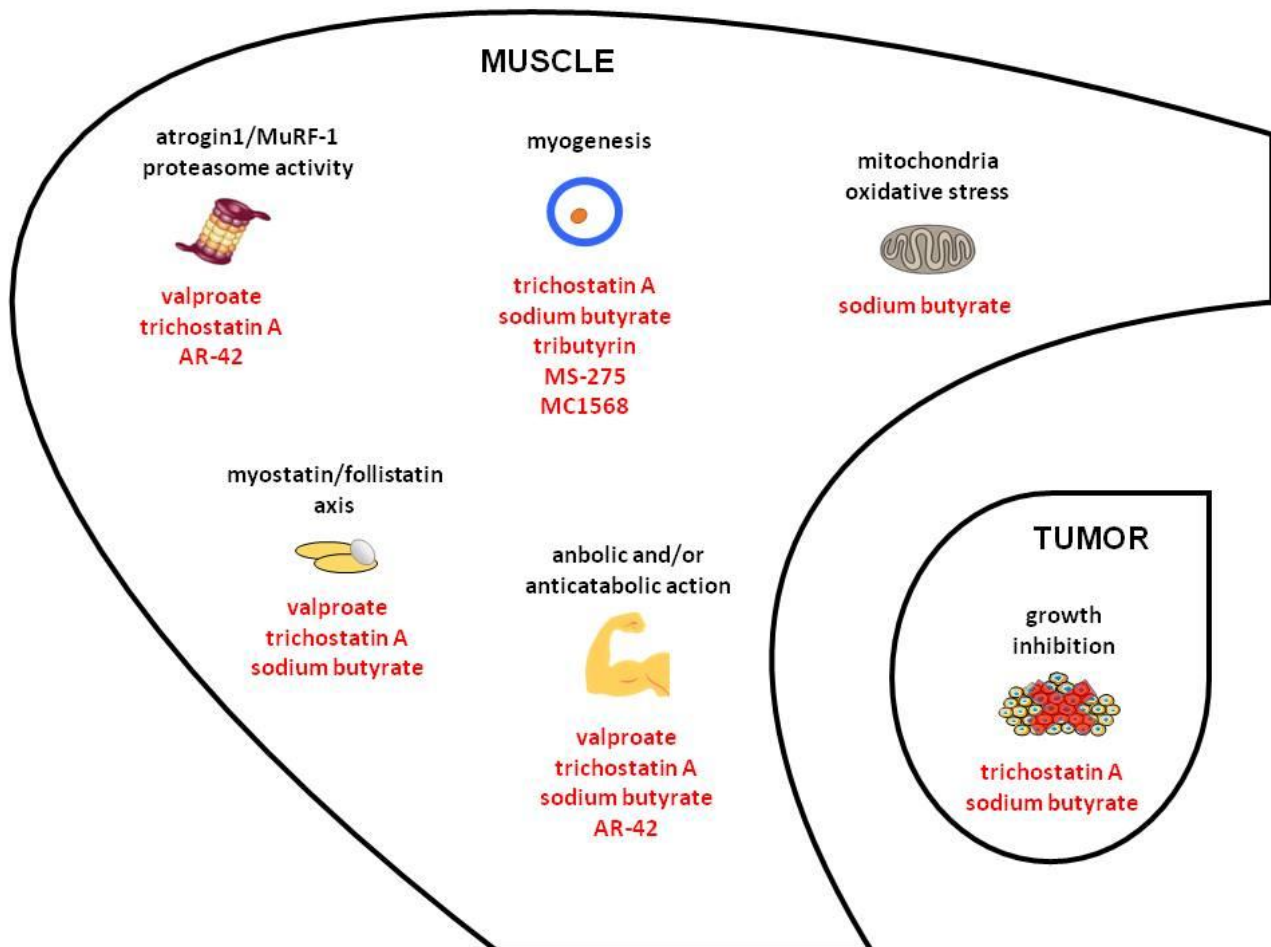 MUSCLE
atrogin1/MuRF-1
proteasome activity
valproate
trichostatin A
AR-42
myogenesis
trichostatin A
sodium butyrate
tributyrin
MS-275
MC1568
mitochondria
oxidative stress
sodium butyrate
myostatin/follistatin
axis
valproate
trichostatin A
sodium butyrate
anbolic and/or
anticatabolic action
valproate
trichostatin A
sodium butyrate
AR-42
TUMOR
growth
inhibition
trichostatin A
sodium butyrate